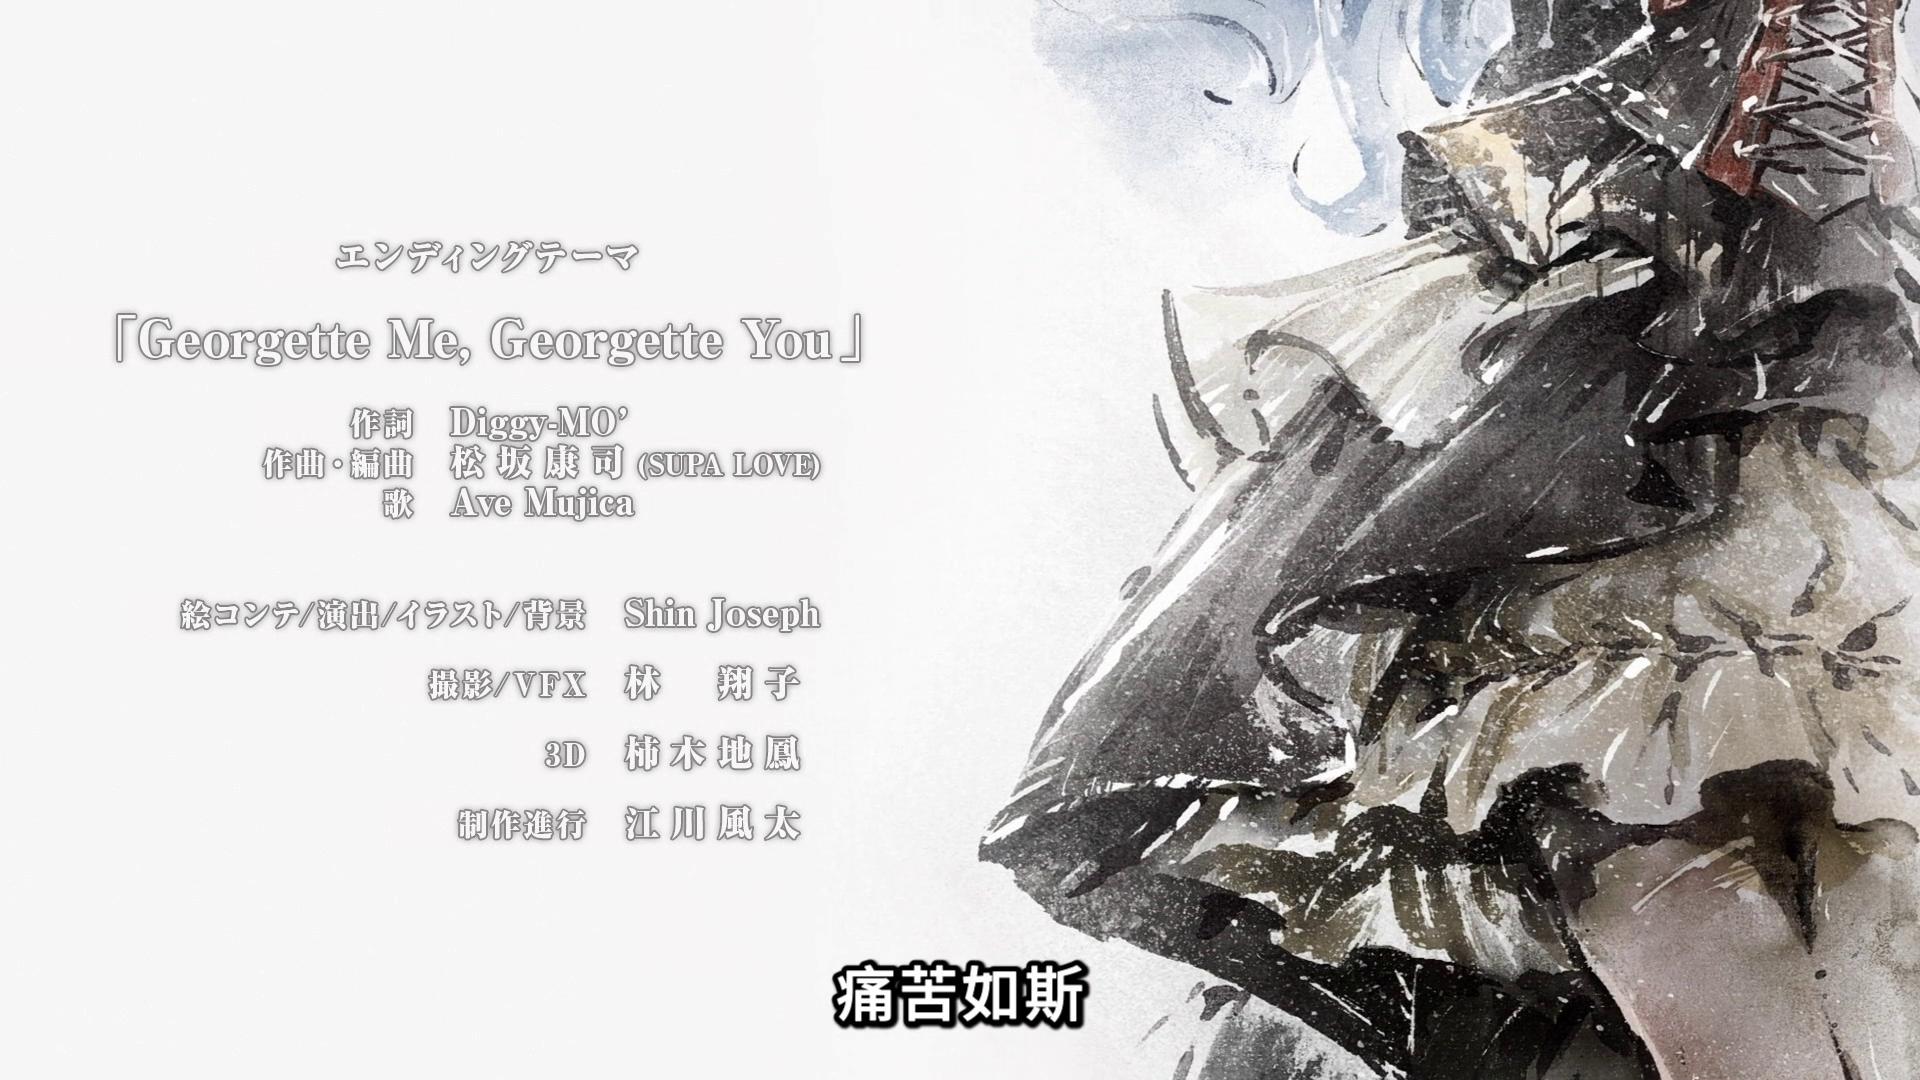 エンディングテーマ
「Georgette Me, Georgette You」
作詞 Diggy-MO’
作曲・編曲 松坂康司 (SUPA LOVE)
歌 Ave Mujica
絵コンテ/演出/イラスト/背景 Shin Joseph
撮影/VFX 林 翔子
3D 柿木地鳳
制作進行 江川風太
痛苦如斯